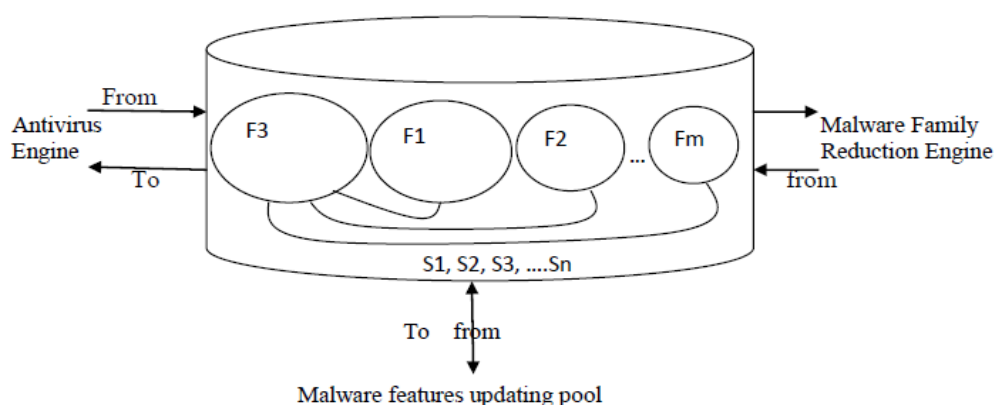 From
Antivirus
Engine
To
F3
F1
F2
...
Fm
Malware Family
Reduction Engine
from
S1, S2, S3, ....Sn
To from
Malware features updating pool